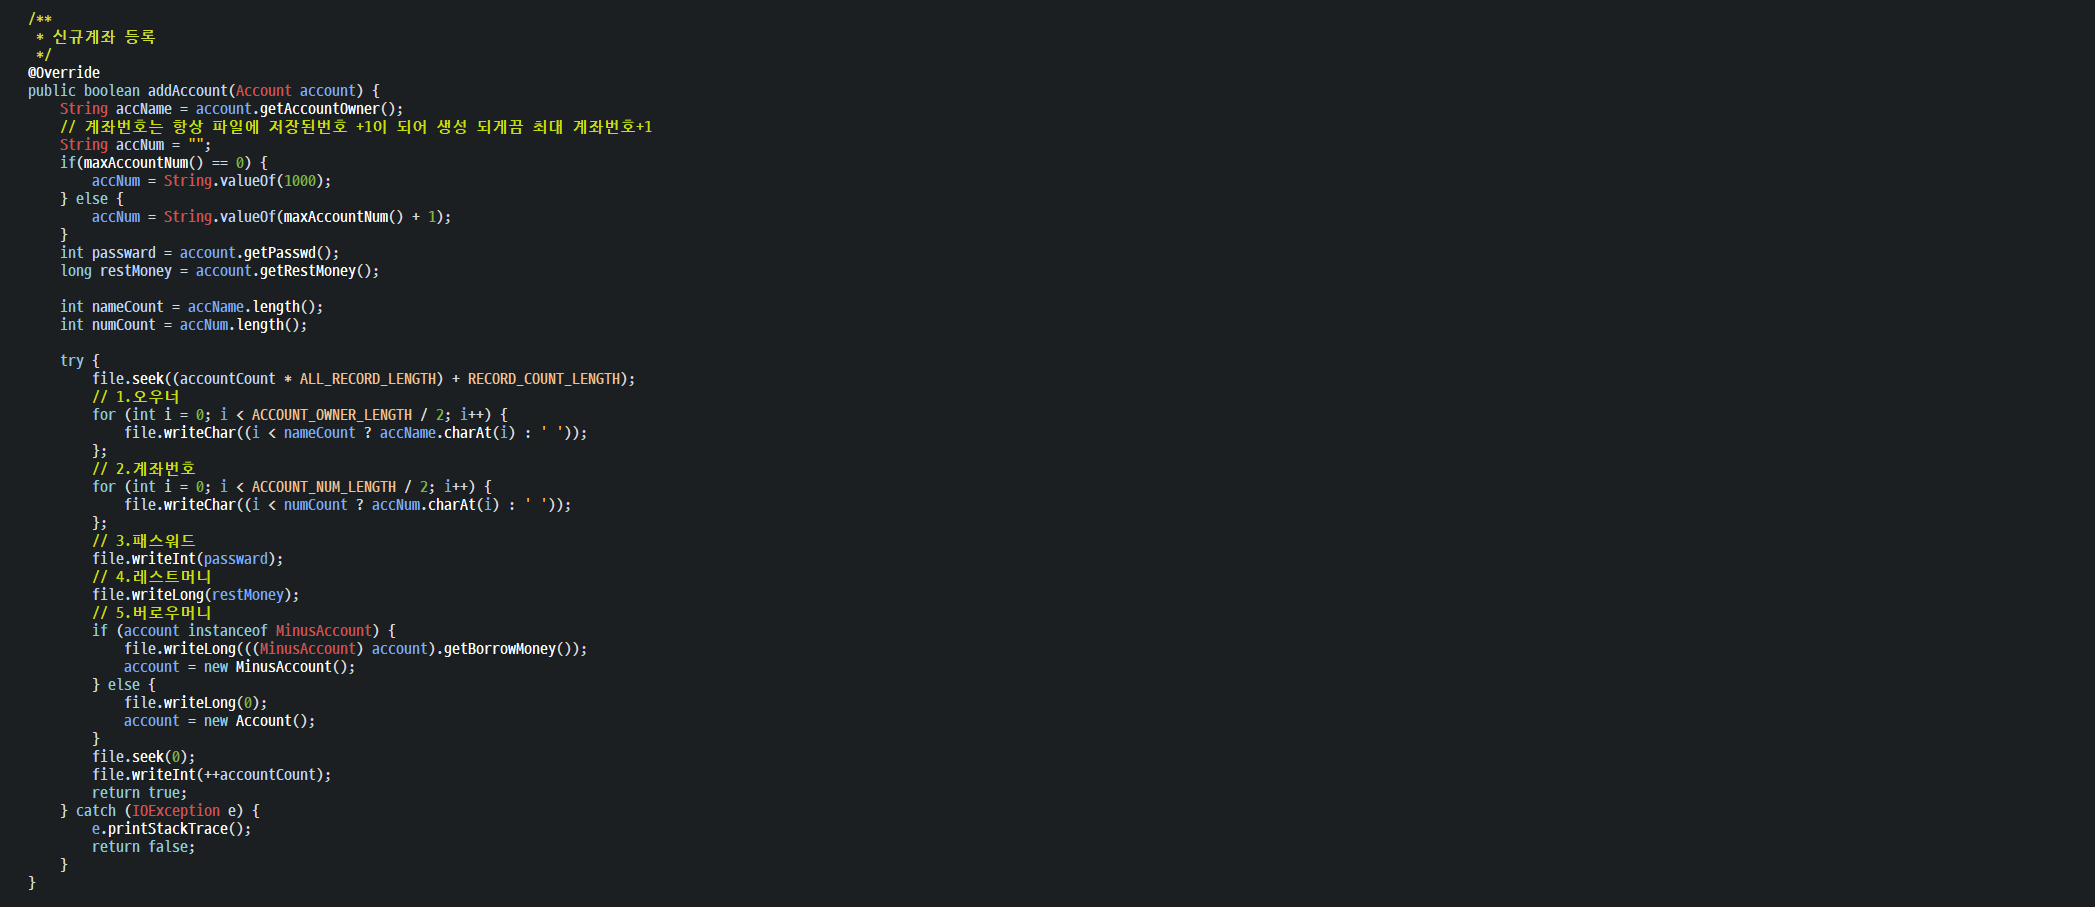 /**
 * 신규계좌 등록
 */
@Override
public boolean addAccount(Account account) {
    String accName = account.getAccountOwner();
    // 계좌번호는 항상 파일에 저장된번호 +1이 되어 생성 되게끔 최대 계좌번호+1
    String accNum = "";
    if(maxAccountNum() == 0) {
        accNum = String.valueOf(1000);
    } else {
        accNum = String.valueOf(maxAccountNum() + 1);
    }
    int passward = account.getPasswd();
    long restMoney = account.getRestMoney();

    int nameCount = accName.length();
    int numCount = accNum.length();

    try {
        file.seek((accountCount * ALL_RECORD_LENGTH) + RECORD_COUNT_LENGTH);
        // 1.오우너
        for (int i = 0; i < ACCOUNT_OWNER_LENGTH / 2; i++) {
            file.writeChar((i < nameCount ? accName.charAt(i) : ' '));
        };
        // 2.계좌번호
        for (int i = 0; i < ACCOUNT_NUM_LENGTH / 2; i++) {
            file.writeChar((i < numCount ? accNum.charAt(i) : ' '));
        };
        // 3.패스워드
        file.writeInt(passward);
        // 4.레스트머니
        file.writeLong(restMoney);
        // 5.버로우머니
        if (account instanceof MinusAccount) {
            file.writeLong(((MinusAccount) account).getBorrowMoney());
            account = new MinusAccount();
        } else {
            file.writeLong(0);
            account = new Account();
        }
        file.seek(0);
        file.writeInt(++accountCount);
        return true;
    } catch (IOException e) {
        e.printStackTrace();
        return false;
    }
}